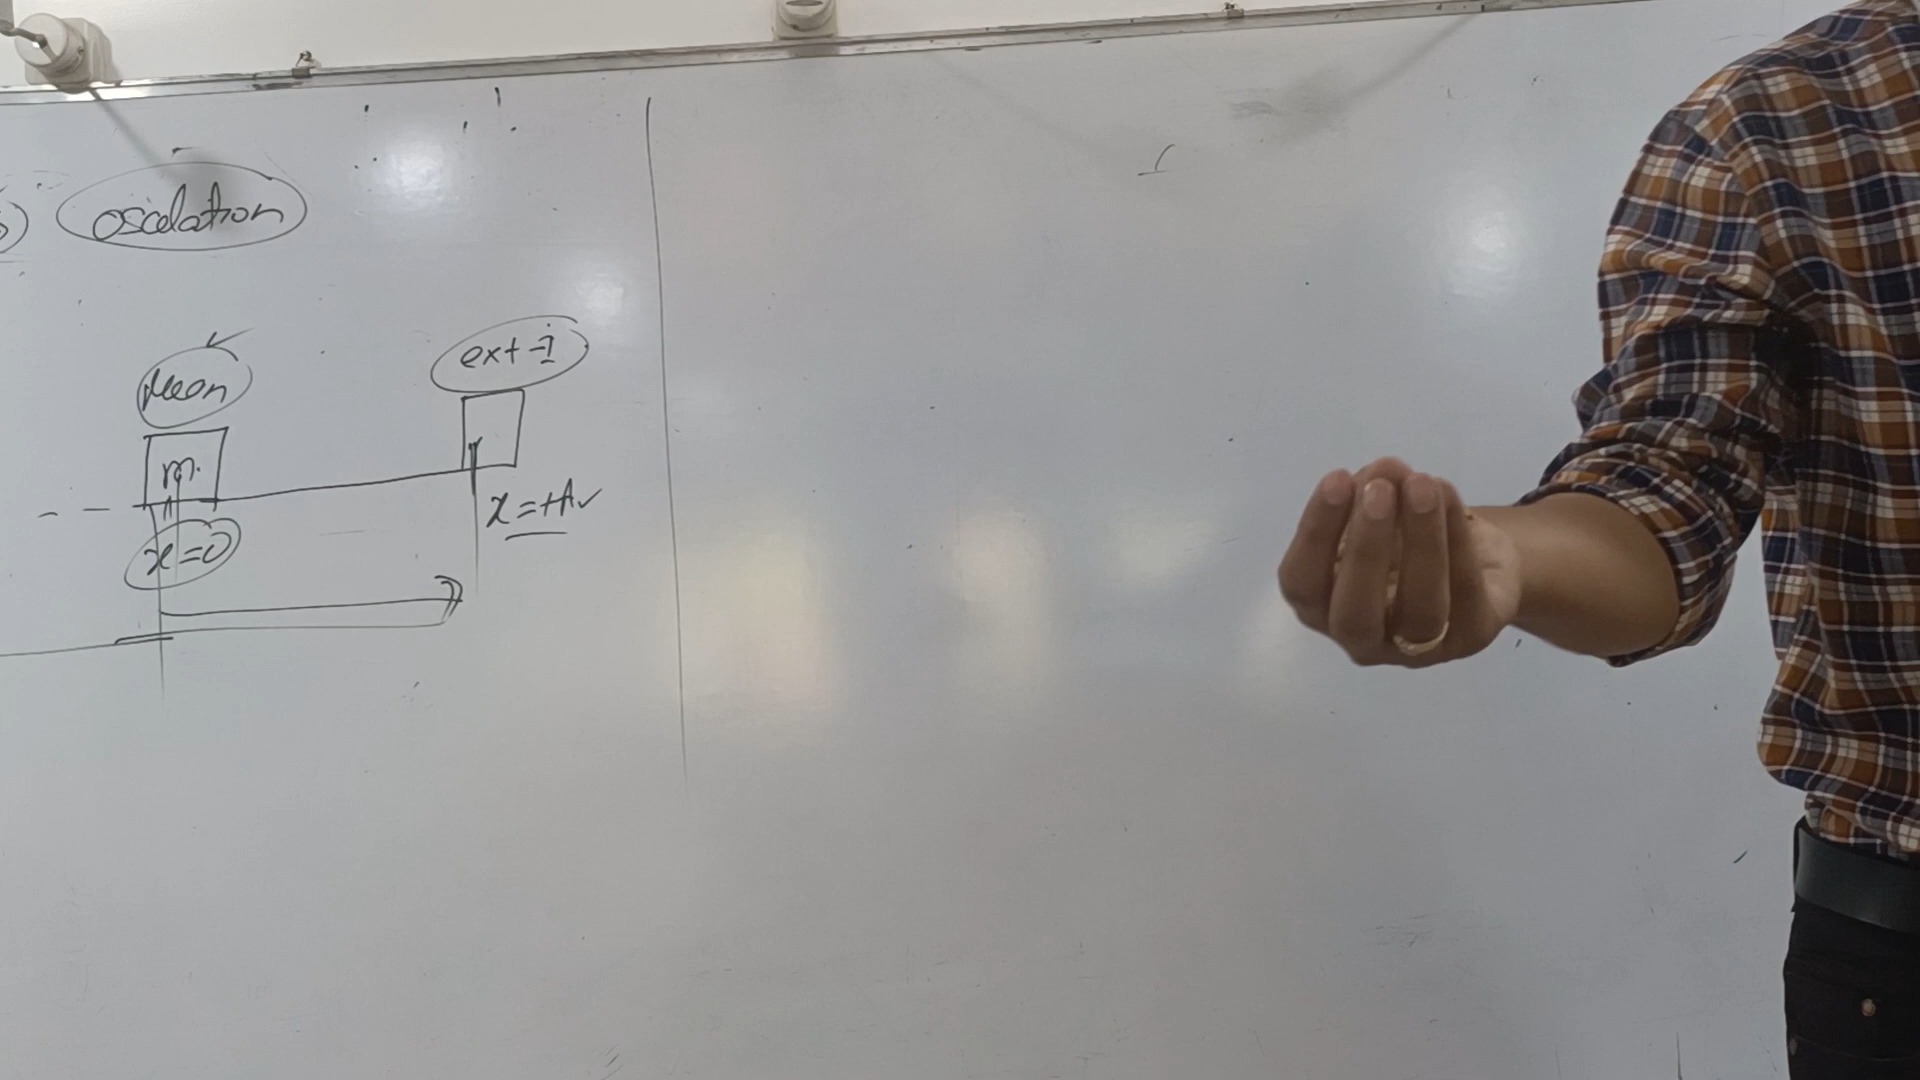 oscelation
Mean
ext-1
m
x=+A
x=0